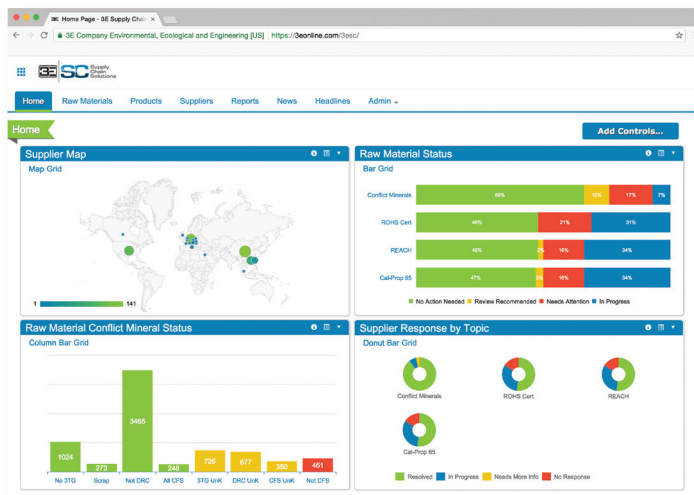 3E Home Page - 3E Supply Chain
3E Company Environmental, Ecological and Engineering [US] https://3eonline.com/3esc/
3E SC Supply Chain Solutions
Home Raw Materials Products Suppliers Reports News Headlines Admin
Home
Add Controls...
Supplier Map
Map Grid
1 141
Raw Material Status
Bar Grid
Conflict Minerals 66% 10% 17% 7%
ROHS Cert 48% 21% 31%
REACH 48% 2% 16% 34%
Cal-Prop 65 47% 3% 16% 34%
No Action Needed Review Recommended Needs Attention In Progress
Raw Material Conflict Mineral Status
Column Bar Grid
1024 273 3465 248 726 677 350 461
No 3TG Scrap Not DRC All CFS 3TG UnK DRC UnK CFS UnK Not CFS
Supplier Response by Topic
Donut Bar Grid
Conflict Minerals ROHS Cert REACH
Cal-Prop 65
Resolved In Progress Needs More Info No Response